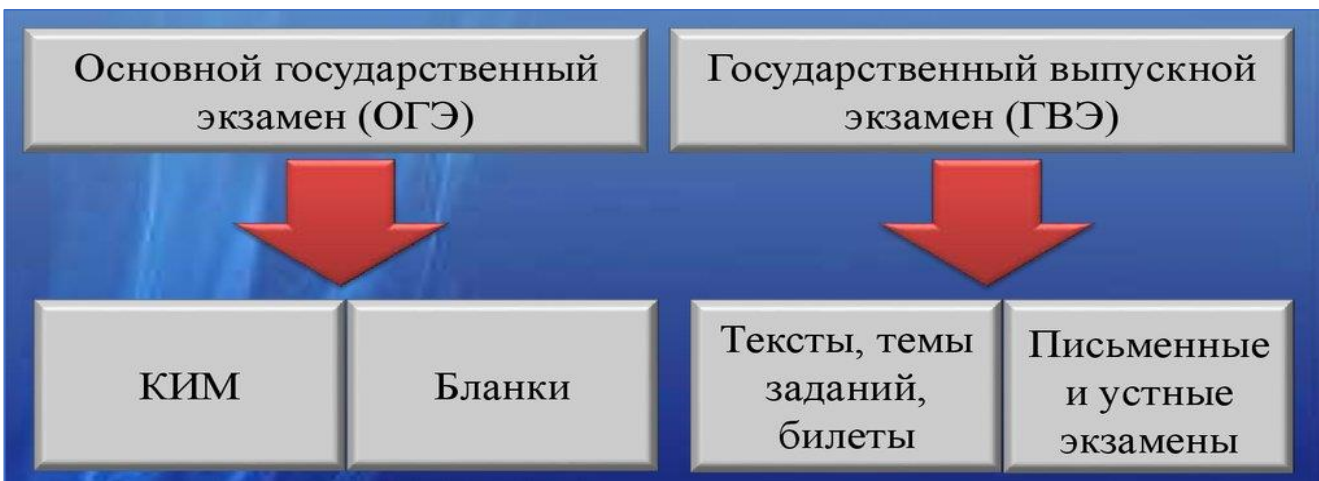 Основной государственный
экзамен (ОГЭ)
Государственный выпускной
экзамен (ГВЭ)
КИМ
Бланки
Тексты, темы
заданий,
билеты
Письменные
и устные
экзамены